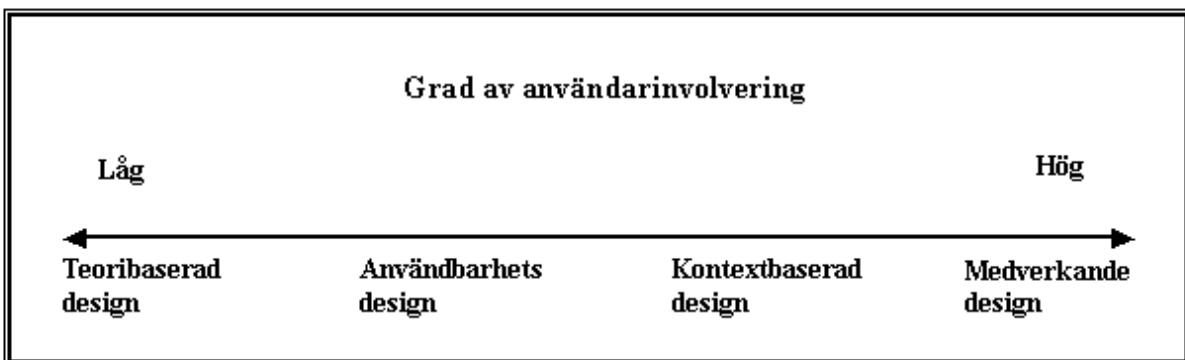 Grad av användarinvolvering
Låg
Hög
Teoribaserad
design
Användbarhets
design
Kontextbaserad
design
Medverkande
design